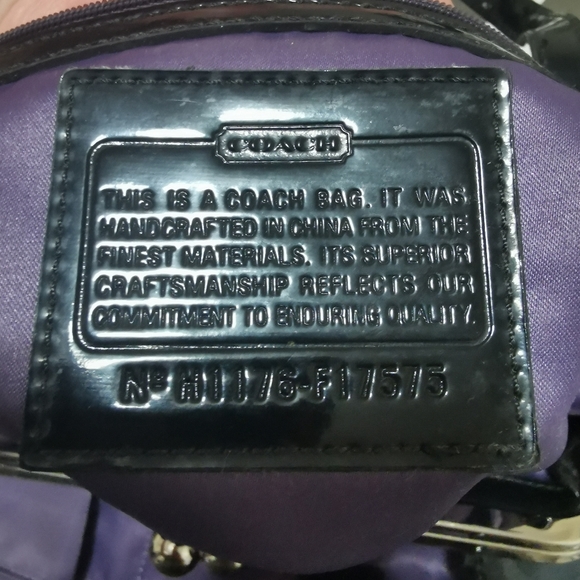 COACH
THIS IS A COACH BAG. IT WAS
HANDCRAFTED IN CHINA FROM THE
FINEST MATERIALS. ITS SUPERIOR
CRAFTSMANSHIP REFLECTS OUR
COMMITMENT TO ENDURING QUALITY.
Nº H1176-F17575